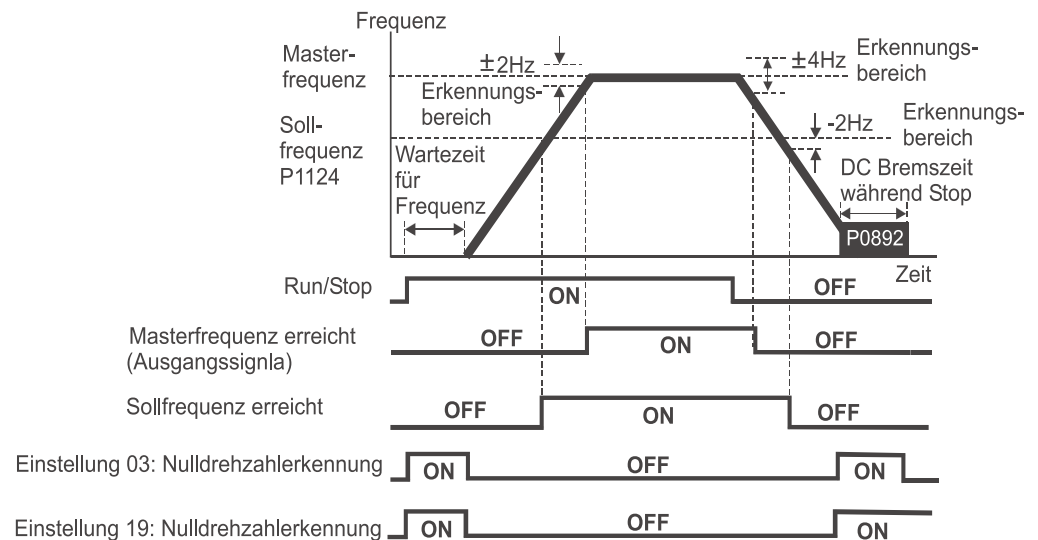 Frequenz
Master-
frequenz
±2Hz
Erkennungs-
bereich
±4Hz
Erkennungs-
bereich
Soll-
frequenz
P1124
-2Hz
Erkennungs-
bereich
Wartezeit
für
Frequenz
DC Bremszeit
während Stop
P0892
Zeit
Run/Stop
ON
OFF
Masterfrequenz erreicht
(Ausgangssignla)
OFF
ON
OFF
Sollfrequenz erreicht
OFF
ON
OFF
Einstellung 03: Nulldrehzahlerkennung
ON
OFF
ON
Einstellung 19: Nulldrehzahlerkennung
ON
OFF
ON